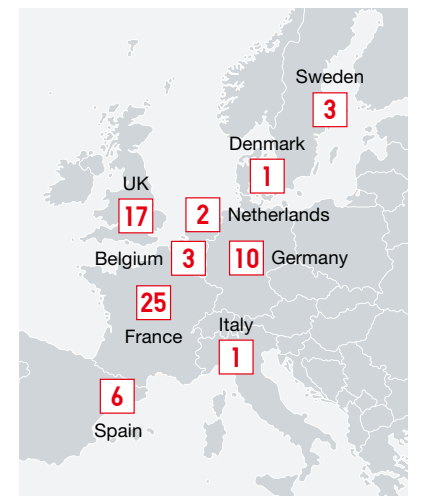 Sweden
3
Denmark
1
UK
17
2
Netherlands
Belgium
3
10
Germany
25
France
Italy
1
6
Spain